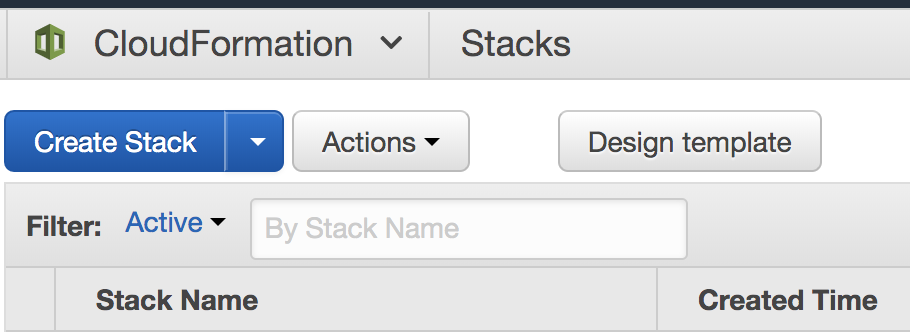 CloudFormation Stacks
Create Stack Actions Design template
Filter: Active By Stack Name
Stack Name Created Time